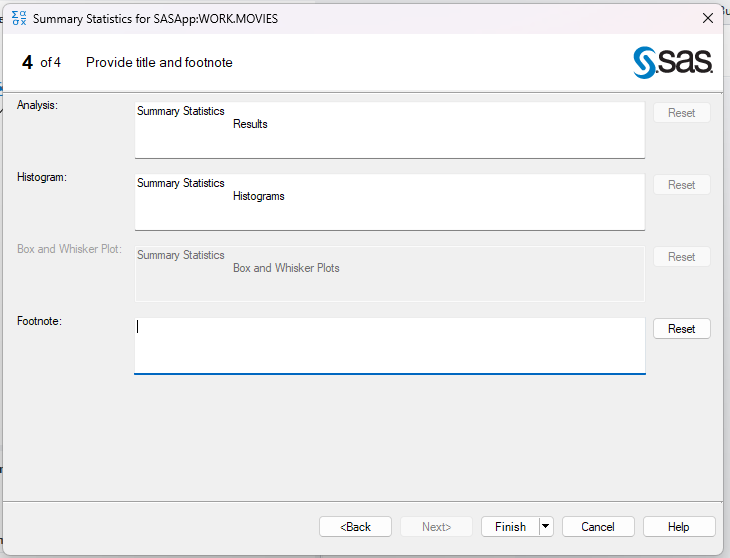 Summary Statistics for SASApp:WORK.MOVIES
4 of 4 Provide title and footnote
sas
Analysis:
Summary Statistics
Results
Reset
Histogram:
Summary Statistics
Histograms
Reset
Box and Whisker Plot:
Summary Statistics
Box and Whisker Plots
Reset
Footnote:
Reset
<Back Next> Finish Cancel Help